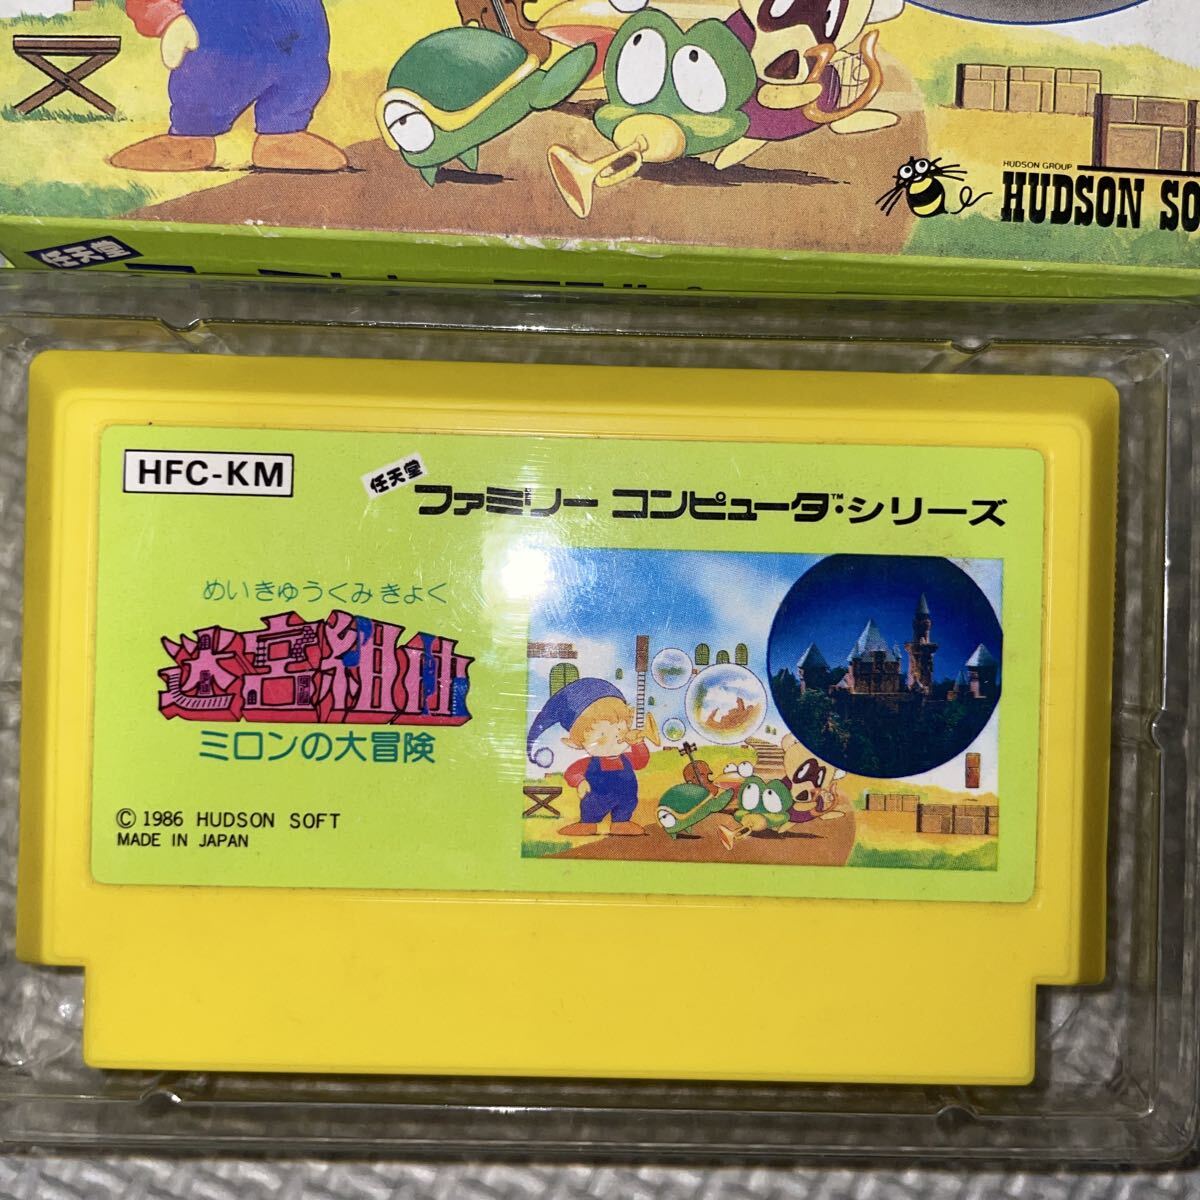 HUDSON GROUP
HUDSON SO
任天堂
HFC-KM
任天堂
ファミリー コンピュータ™・シリーズ
めいきゅうくみきょく
迷宮組曲
ミロンの大冒険
© 1986 HUDSON SOFT
MADE IN JAPAN